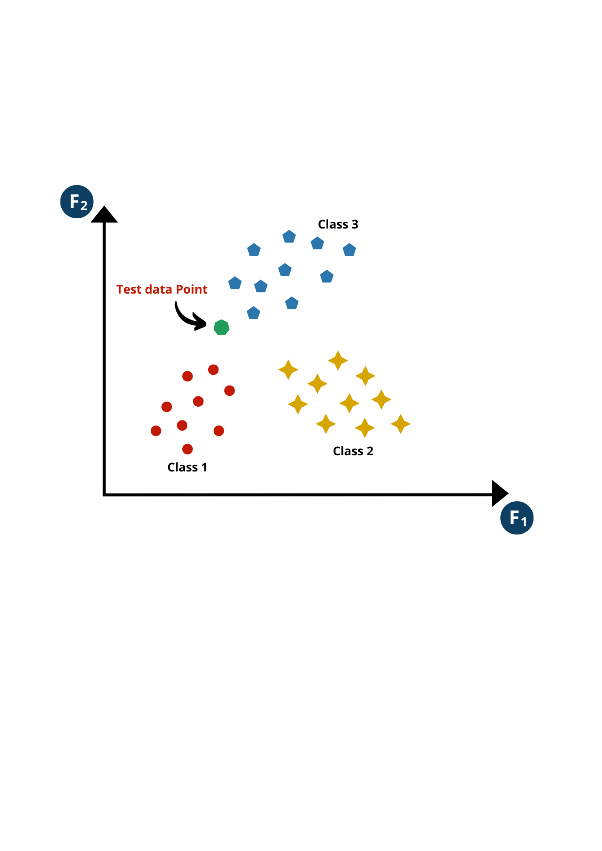 F2
Class 3
Test data Point
Class 1
Class 2
F1